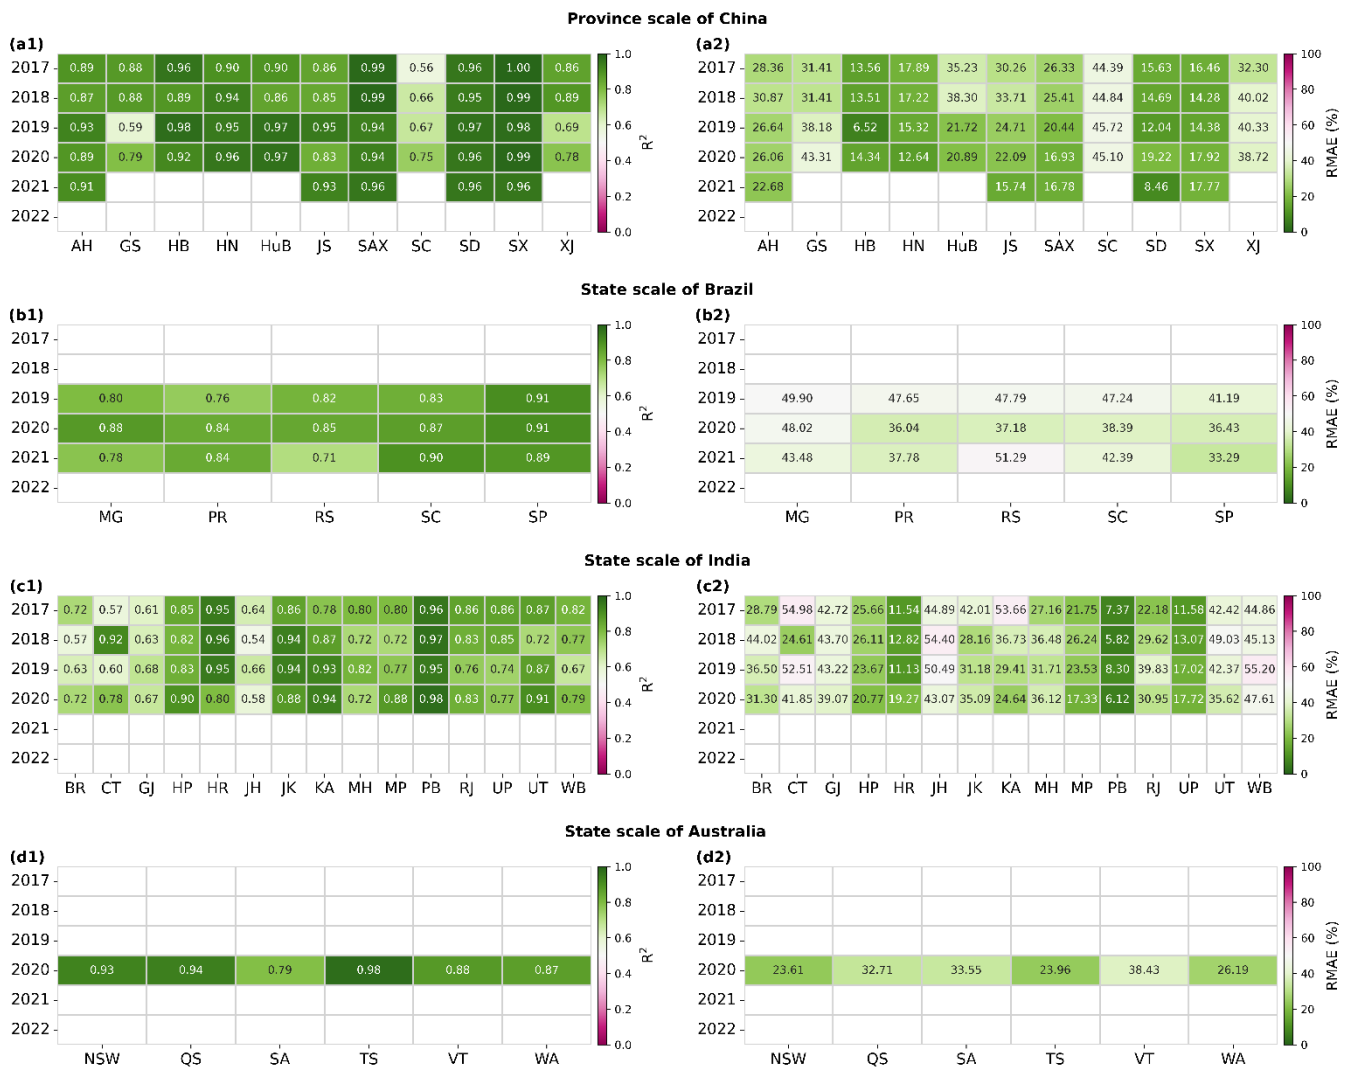 Province scale of China
(a1)
2017 0.89 0.88 0.96 0.90 0.90 0.86 0.99 0.56 0.96 1.00 0.86
2018 0.87 0.88 0.89 0.94 0.86 0.85 0.99 0.66 0.95 0.99 0.89
2019 0.93 0.59 0.98 0.95 0.97 0.95 0.94 0.67 0.97 0.98 0.69
2020 0.89 0.79 0.92 0.96 0.97 0.83 0.94 0.75 0.96 0.99 0.78
2021 0.91 0.93 0.96 0.96 0.96
2022
AH GS HB HN HuB JS SAX SC SD SX XJ
1.0
0.8
0.6
0.4
0.2
0.0
R²
(a2)
28.36 31.41 13.56 17.89 35.23 30.26 26.33 44.39 15.63 16.46 32.30
30.87 31.41 13.51 17.22 38.30 33.71 25.41 44.84 14.69 14.28 40.02
26.64 38.18 6.52 15.32 21.72 24.71 20.44 45.72 12.04 14.38 40.33
26.06 43.31 14.34 12.64 20.89 22.09 16.93 45.10 19.22 17.92 38.72
22.68 15.74 16.78 8.46 17.77
AH GS HB HN HuB JS SAX SC SD SX XJ
100
80
60
40
20
0
RMAE (%)
State scale of Brazil
(b1)
2017
2018
2019 0.80 0.76 0.82 0.83 0.91
2020 0.88 0.84 0.85 0.87 0.91
2021 0.78 0.84 0.71 0.90 0.89
2022
MG PR RS SC SP
1.0
0.8
0.6
0.4
0.2
0.0
R²
(b2)
49.90 47.65 47.79 47.24 41.19
48.02 36.04 37.18 38.39 36.43
43.48 37.78 51.29 42.39 33.29
MG PR RS SC SP
100
80
60
40
20
0
RMAE (%)
State scale of India
(c1)
2017 0.72 0.57 0.61 0.85 0.95 0.64 0.86 0.78 0.80 0.80 0.96 0.86 0.86 0.87 0.82
2018 0.57 0.92 0.63 0.82 0.96 0.54 0.94 0.87 0.72 0.72 0.97 0.83 0.85 0.72 0.77
2019 0.63 0.60 0.68 0.83 0.95 0.66 0.94 0.93 0.82 0.77 0.95 0.76 0.74 0.87 0.67
2020 0.72 0.78 0.67 0.90 0.80 0.58 0.88 0.94 0.72 0.88 0.98 0.83 0.77 0.91 0.79
2021
2022
BR CT GJ HP HR JH JK KA MH MP PB RJ UP UT WB
1.0
0.8
0.6
0.4
0.2
0.0
R²
(c2)
28.79 54.98 42.72 25.66 11.54 44.89 42.01 53.66 27.16 21.75 7.37 22.18 11.58 42.42 44.86
44.02 24.61 43.70 26.11 12.82 54.40 28.16 36.73 36.48 26.24 5.82 29.62 13.07 49.03 45.13
36.50 52.51 43.22 23.67 11.13 50.49 31.18 29.41 31.71 23.53 8.30 39.83 17.02 42.37 55.20
31.30 41.85 39.07 20.77 19.27 43.07 35.09 24.64 36.12 17.33 6.12 30.95 17.72 35.62 47.61
BR CT GJ HP HR JH JK KA MH MP PB RJ UP UT WB
100
80
60
40
20
0
RMAE (%)
State scale of Australia
(d1)
2017
2018
2019
2020 0.93 0.94 0.79 0.98 0.88 0.87
2021
2022
NSW QS SA TS VT WA
1.0
0.8
0.6
0.4
0.2
0.0
R²
(d2)
23.61 32.71 33.55 23.96 38.43 26.19
NSW QS SA TS VT WA
100
80
60
40
20
0
RMAE (%)